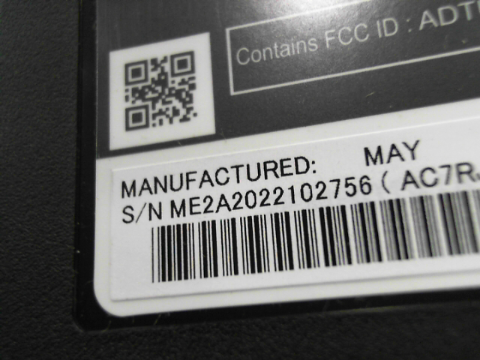 Contains FCC ID : ADT
MANUFACTURED: MAY
S/N ME2A2022102756 ( AC7R